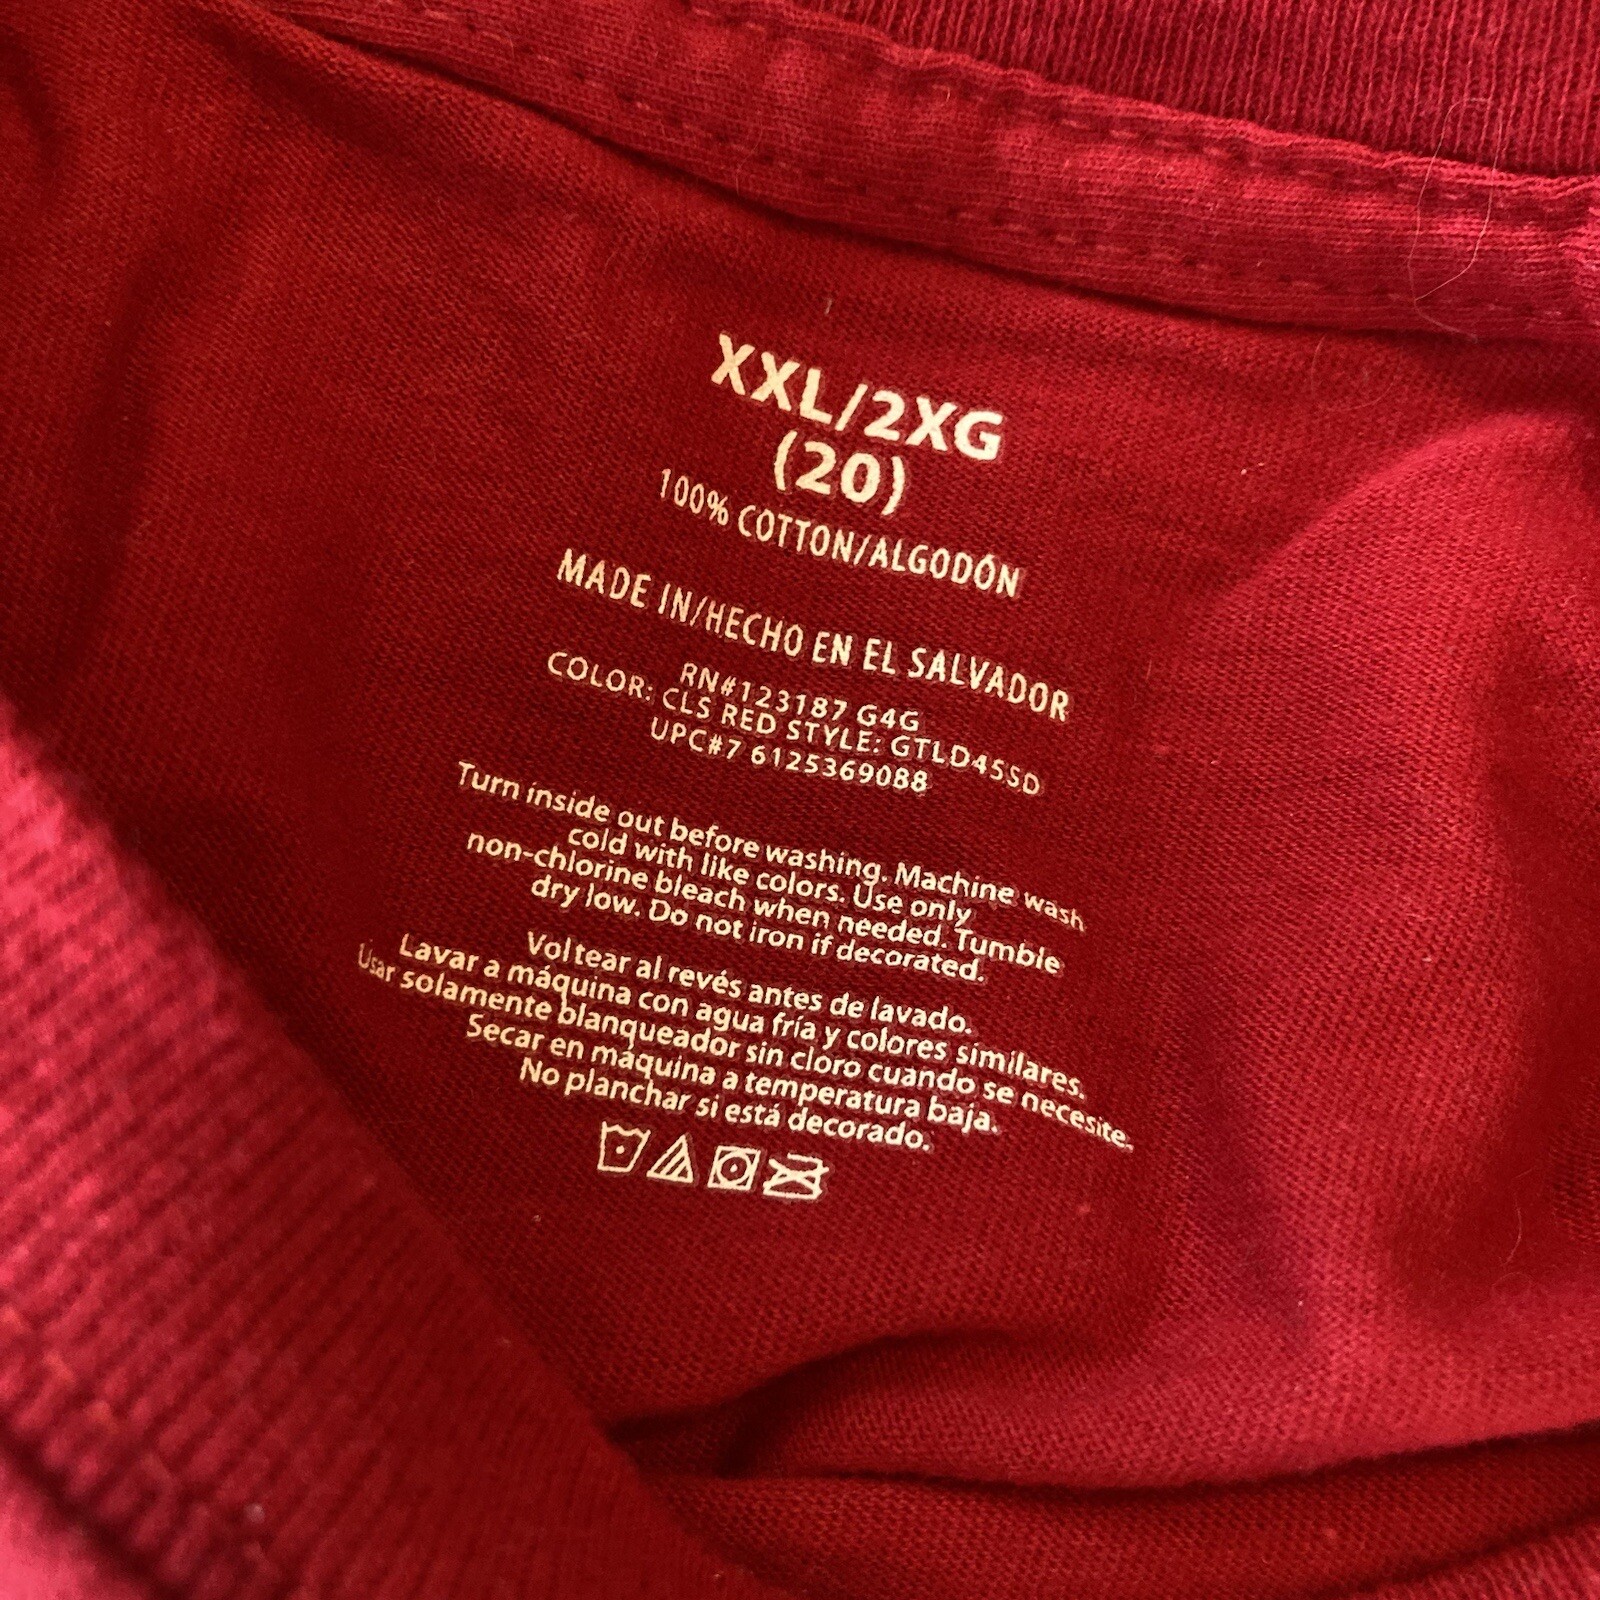 XXL/2XG
(20)
100% COTTON/ALGODÓN
MADE IN/HECHO EN EL SALVADOR
RN#123187 G4G
COLOR: CLS RED STYLE: GTLD45SD
UPC#7 6125369088
Turn inside out before washing. Machine wash
cold with like colors. Use only
non-chlorine bleach when needed. Tumble
dry low. Do not iron if decorated.
Voltear al revés antes de lavado.
Lavar a máquina con agua fría y colores similares.
Usar solamente blanqueador sin cloro cuando se necesite.
Secar en máquina a temperatura baja.
No planchar si está decorado.